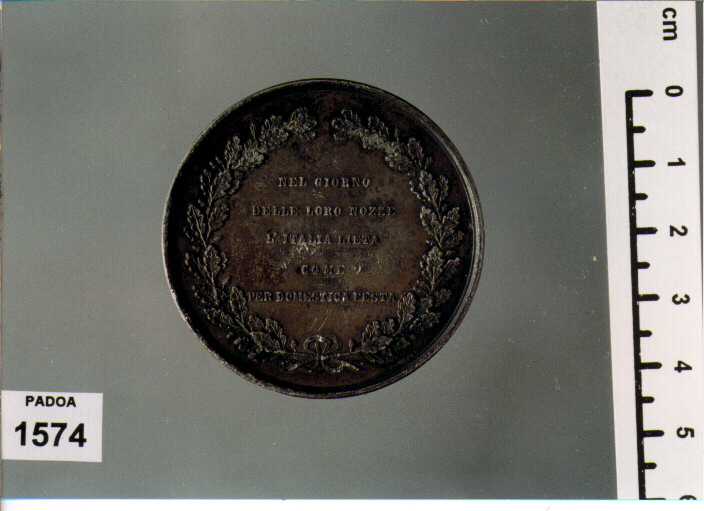 NEL GIORNO
DELLE LORO NOZZE
L'ITALIA LIETA
COME
PER DOMESTICA FESTA
PADOA
1574
cm
0
1
2
3
4
5
6